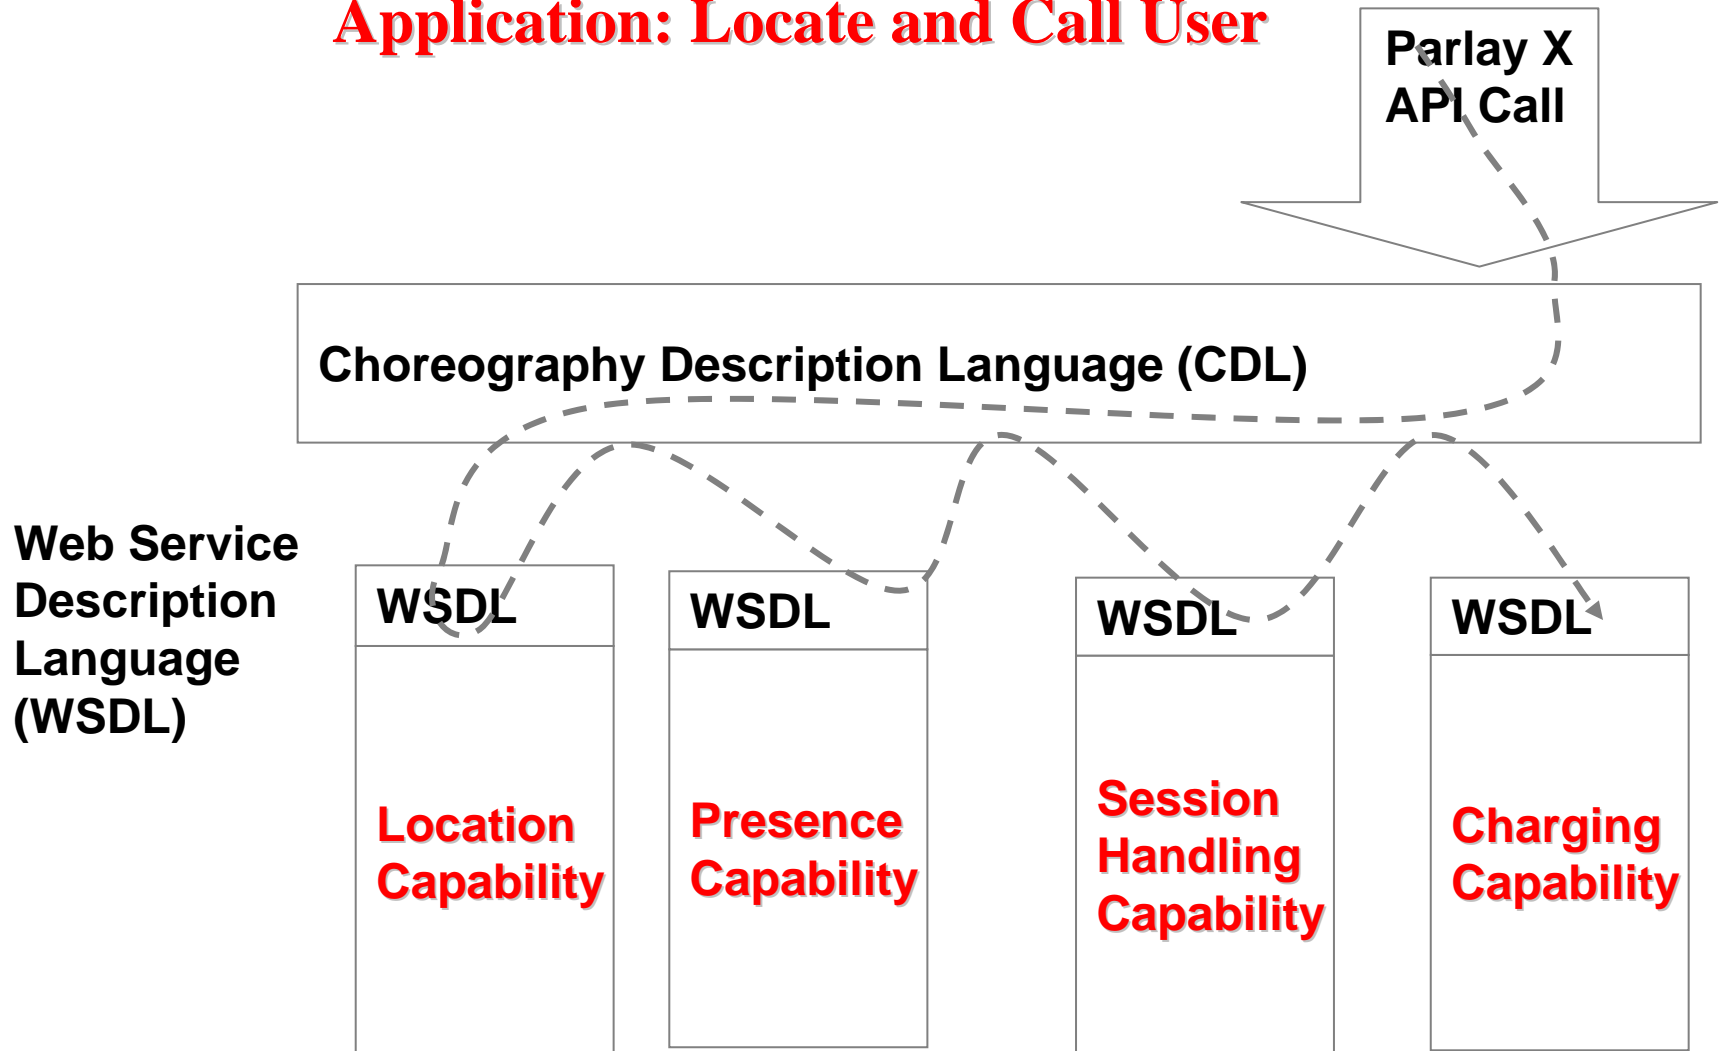 Application: Locate and Call User
Parlay X
API Call
Choreography Description Language (CDL)
Web Service
Description
Language
(WSDL)
WSDL
Location
Capability
WSDL
Presence
Capability
WSDL
Session
Handling
Capability
WSDL
Charging
Capability